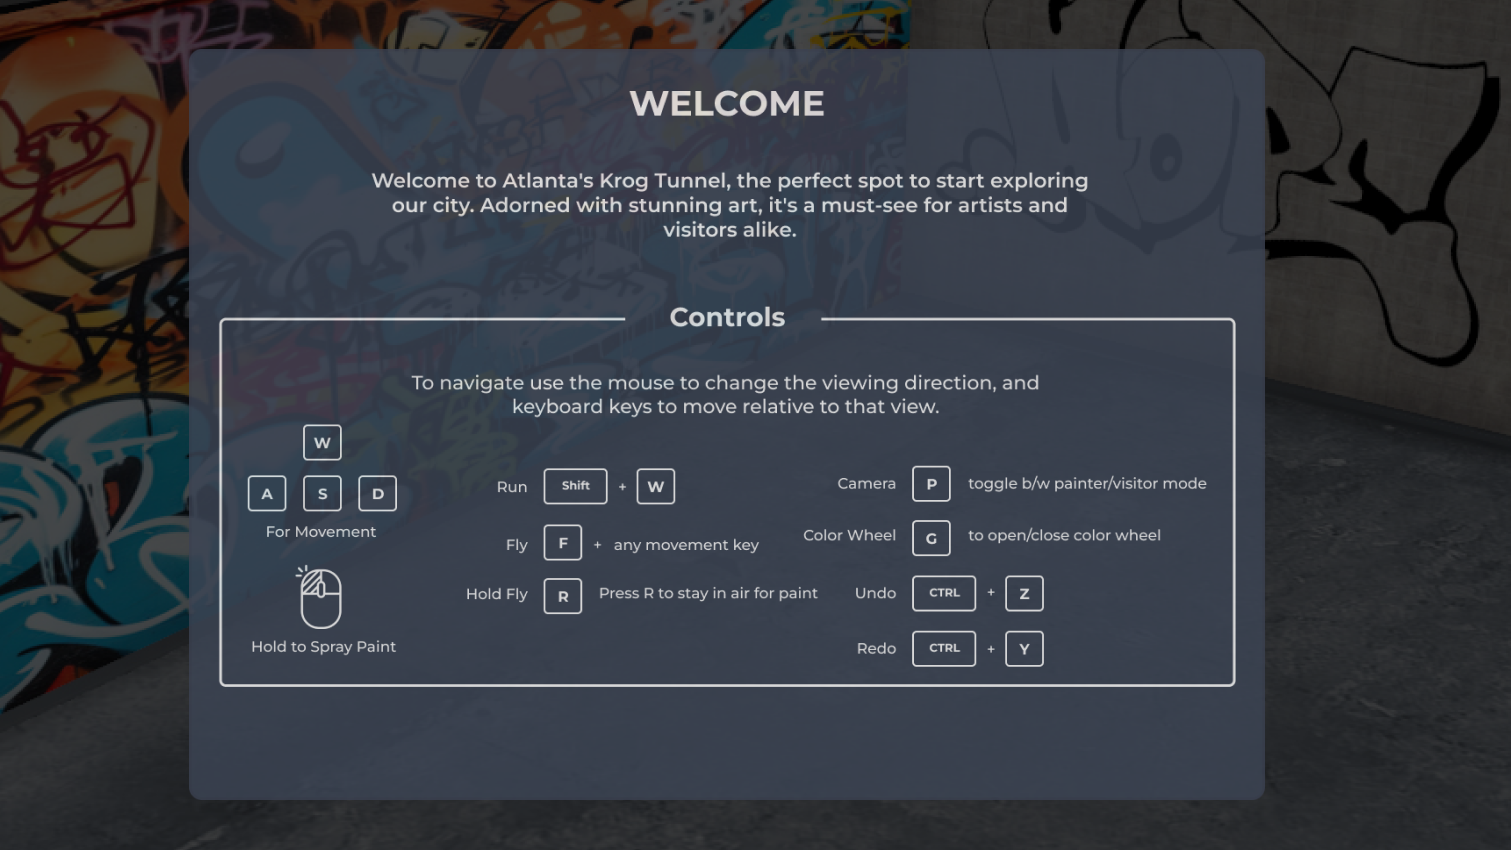 WELCOME
Welcome to Atlanta's Krog Tunnel, the perfect spot to start exploring
our city. Adorned with stunning art, it's a must-see for artists and
visitors alike.
Controls
To navigate use the mouse to change the viewing direction, and
keyboard keys to move relative to that view.
W
A S D
For Movement
Hold to Spray Paint
Run Shift + W
Fly F + any movement key
Hold Fly R Press R to stay in air for paint
Camera P toggle b/w painter/visitor mode
Color Wheel G to open/close color wheel
Undo CTRL + Z
Redo CTRL + Y